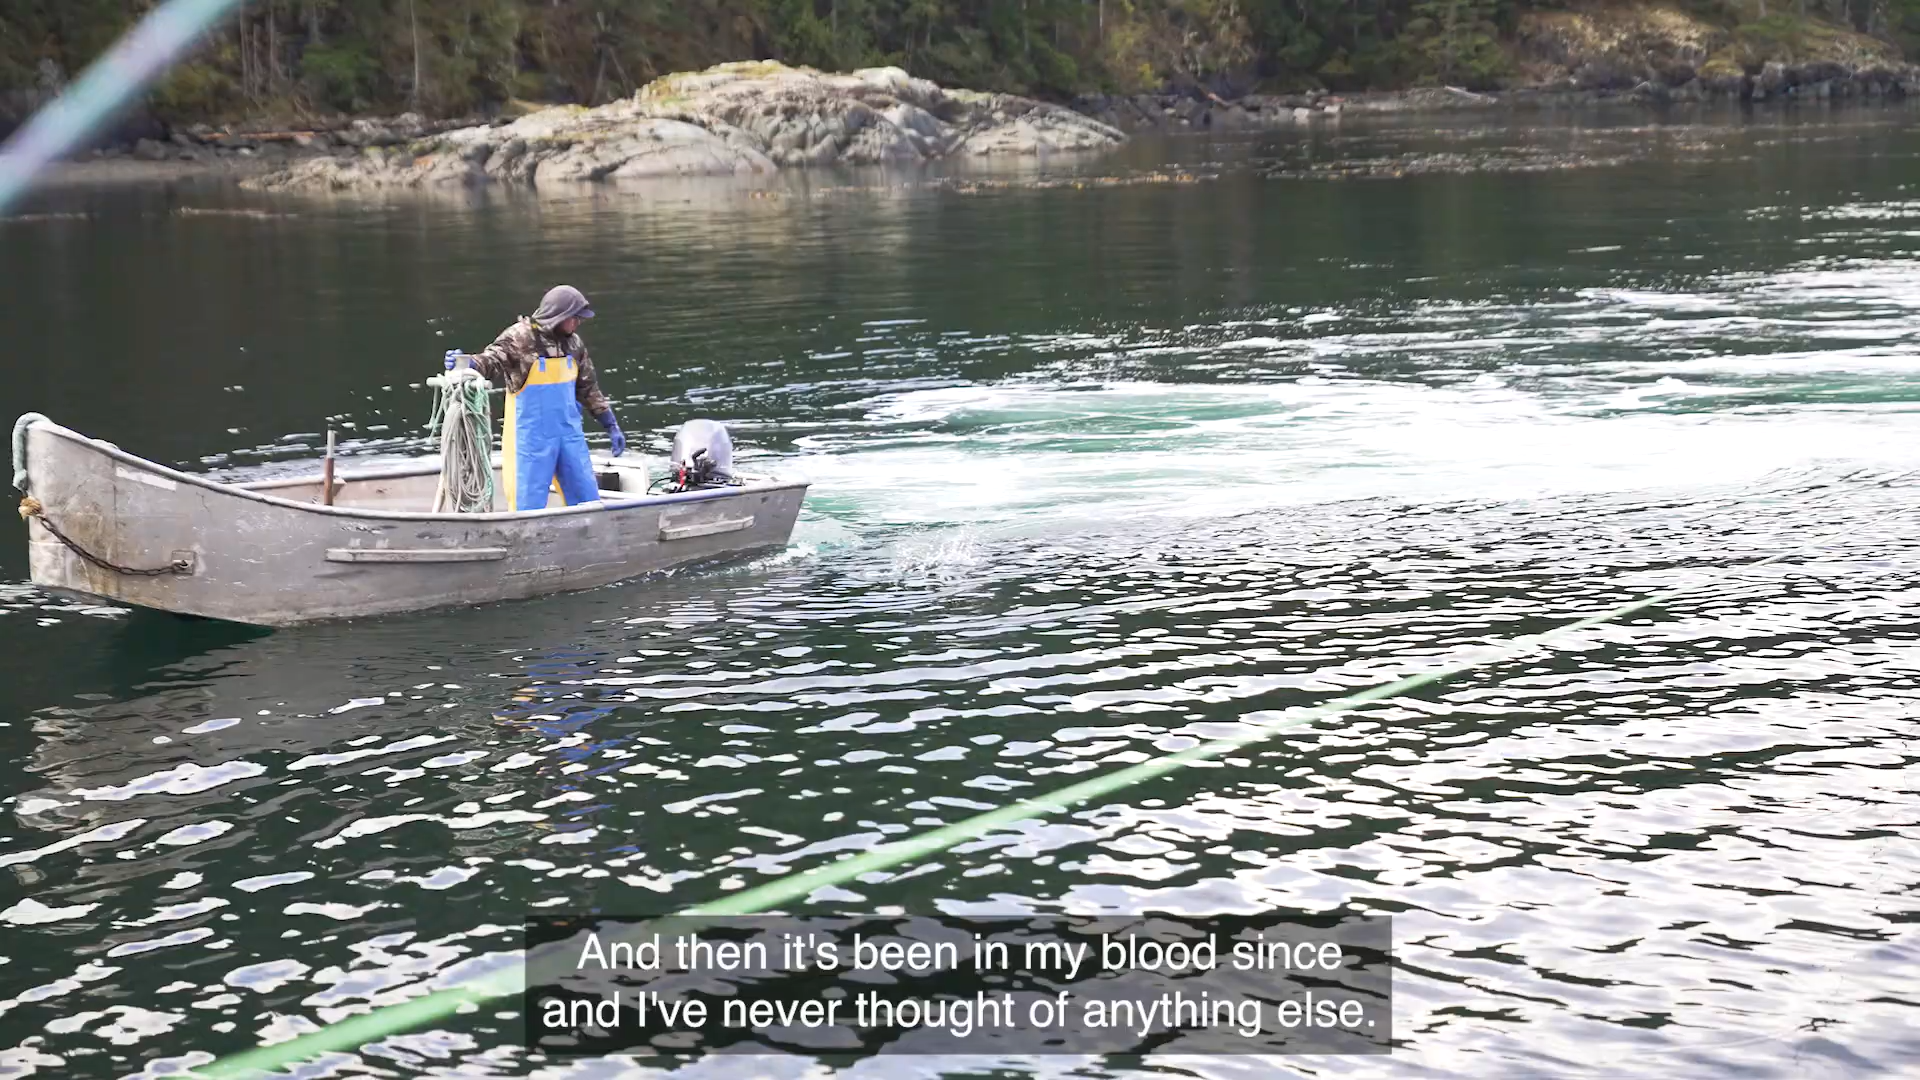 And then it's been in my blood since
and I've never thought of anything else.